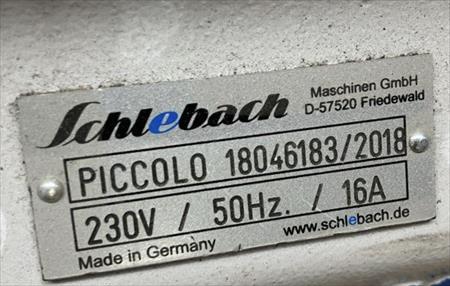 Schlebach
Maschinen GmbH
D-57520 Friedewald
PICCOLO 18046183/2018
230V / 50Hz. / 16A
Made in Germany
www.schlebach.de